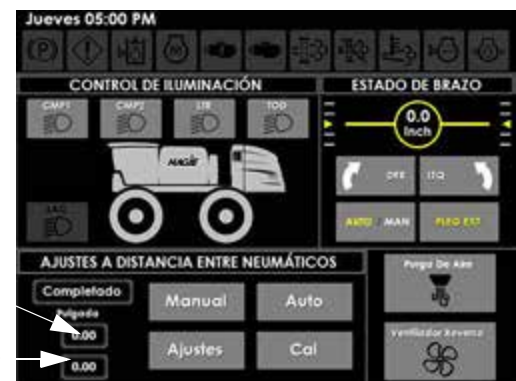 Jueves 05:00 PM
CONTROL DE ILUMINACIÓN
ESTADO DE BRAZO
CMP1 CMP2 LTR TOD
0.0
Inch
MAGIE
DER IZQ
AUTO MAN PLEG EXT
AJUSTES A DISTANCIA ENTRE NEUMÁTICOS
Purga De Aire
Completado
Manual Auto
Pulgada
0.00
Ventilador Reverso
Ajustes Cal
0.00